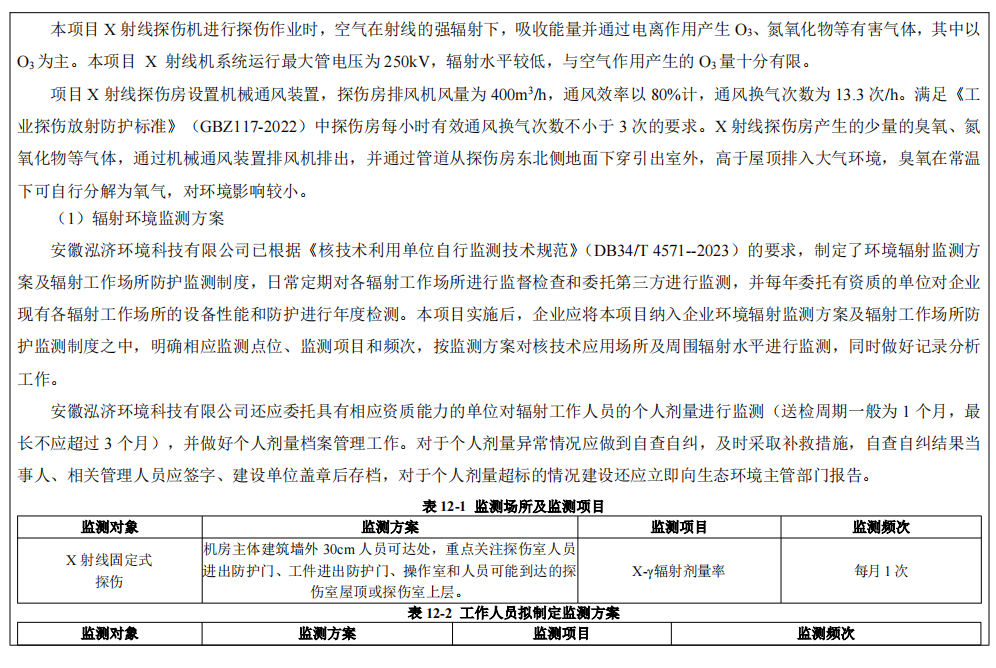 本项目 X 射线探伤机进行探伤作业时，空气在射线的强辐射下，吸收能量并通过电离作用产生 O₃、氮氧化物等有害气体，其中以
O₃为主。本项目 X 射线机系统运行最大管电压为 250kV，辐射水平较低，与空气作用产生的 O₃ 量十分有限。
项目 X 射线探伤房设置机械通风装置，探伤房排风机风量为 400m³/h，通风效率以 80%计，通风换气次数为 13.3 次/h。满足《工
业探伤放射防护标准》（GBZ117-2022）中探伤房每小时有效通风换气次数不小于 3 次的要求。X 射线探伤房产生的少量的臭氧、氮
氧化物等气体，通过机械通风装置排风机排出，并通过管道从探伤房东北侧地面下穿引出室外，高于屋顶排入大气环境，臭氧在常温
下可自行分解为氧气，对环境影响较小。
（1）辐射环境监测方案
安徽泓济环境科技有限公司已根据《核技术利用单位自行监测技术规范》（DB34/T 4571--2023）的要求，制定了环境辐射监测方
案及辐射工作场所防护监测制度，日常定期对各辐射工作场所进行监督检查和委托第三方进行监测，并每年委托有资质的单位对企业
现有各辐射工作场所的设备性能和防护进行年度检测。本项目实施后，企业应将本项目纳入企业环境辐射监测方案及辐射工作场所防
护监测制度之中，明确相应监测点位、监测项目和频次，按监测方案对核技术应用场所及周围辐射水平进行监测，同时做好记录分析
工作。
安徽泓济环境科技有限公司还应委托具有相应资质能力的单位对辐射工作人员的个人剂量进行监测（送检周期一般为 1 个月，最
长不应超过 3 个月），并做好个人剂量档案管理工作。对于个人剂量异常情况应做到自查自纠，及时采取补救措施，自查自纠结果当
事人、相关管理人员应签字、建设单位盖章后存档，对于个人剂量超标的情况建设还应立即向生态环境主管部门报告。
表 12-1 监测场所及监测项目
监测对象 监测方案 监测项目 监测频次
X 射线固定式
探伤
机房主体建筑墙外 30cm 人员可达处，重点关注探伤室人员
进出防护门、工件进出防护门、操作室和人员可能到达的探
伤室屋顶或探伤室上层。
X-γ辐射剂量率
每月 1 次
表 12-2 工作人员拟制定监测方案
监测对象 监测方案 监测项目 监测频次